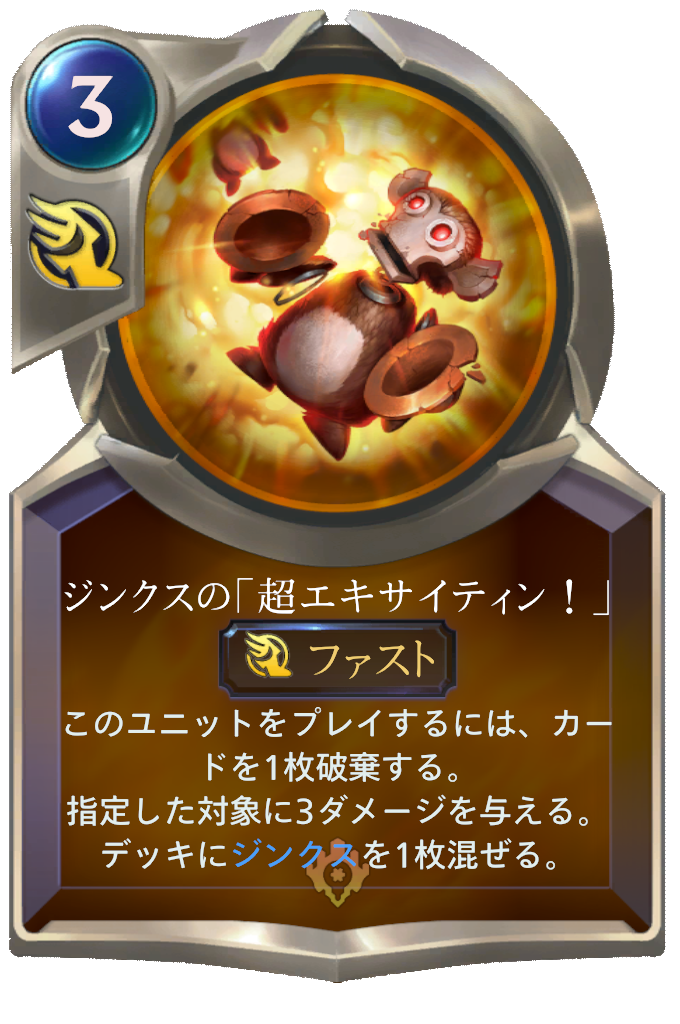 3
ジンクスの「超エキサイティン！」
ファスト
このユニットをプレイするには、カー
ドを1枚破棄する。
指定した対象に3ダメージを与える。
デッキにジンクスを1枚混ぜる。